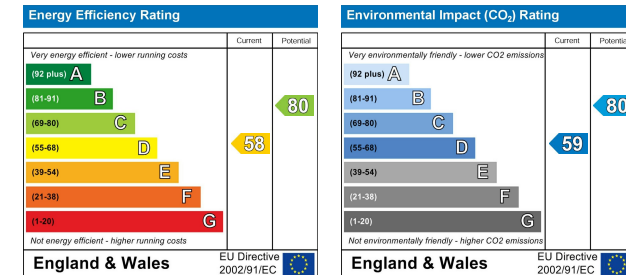 Energy Efficiency Rating
Current Potential
Very energy efficient - lower running costs
(92 plus) A
(81-91) B
80
(69-80) C
(55-68) D
58
(39-54) E
(21-38) F
(1-20) G
Not energy efficient - higher running costs
England & Wales
EU Directive
2002/91/EC
Environmental Impact (CO2) Rating
Current Potential
Very environmentally friendly - lower CO2 emissions
(92 plus) A
(81-91) B
80
(69-80) C
(55-68) D
59
(39-54) E
(21-38) F
(1-20) G
Not environmentally friendly - higher CO2 emissions
England & Wales
EU Directive
2002/91/EC